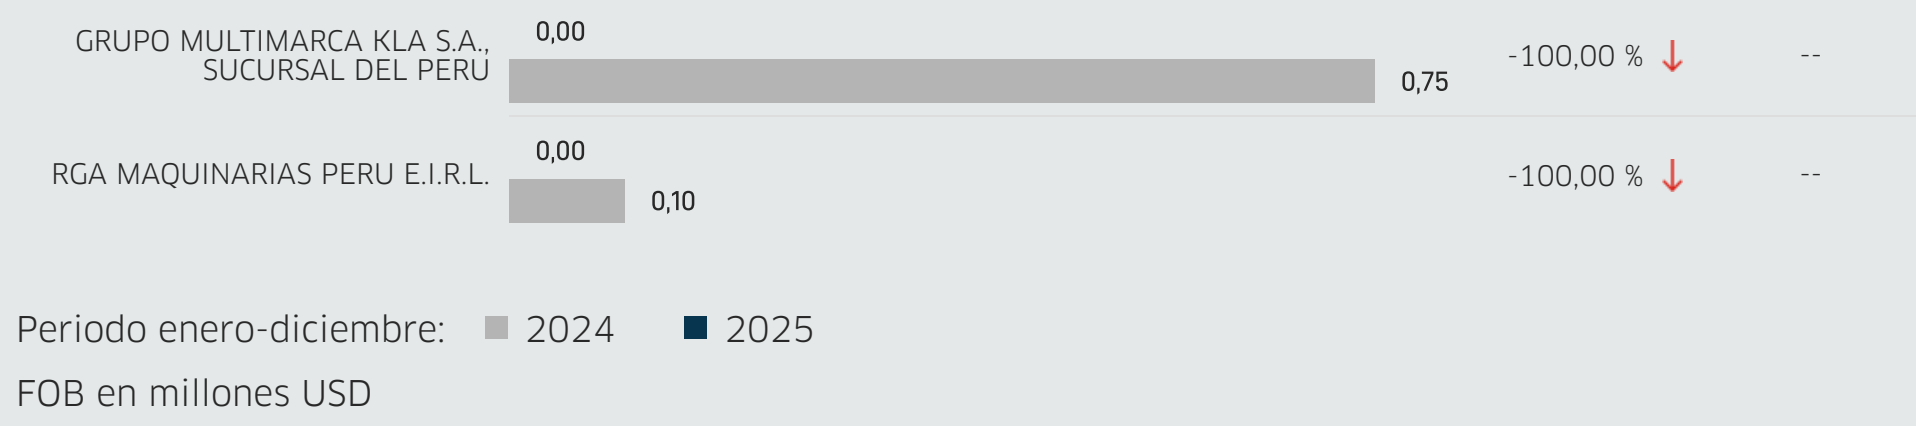 GRUPO MULTIMARCA KLA S.A.,
SUCURSAL DEL PERU
0,00
0,75
-100,00 %
--
RGA MAQUINARIAS PERU E.I.R.L.
0,00
0,10
-100,00 %
--
Periodo enero-diciembre: 2024 2025
FOB en millones USD